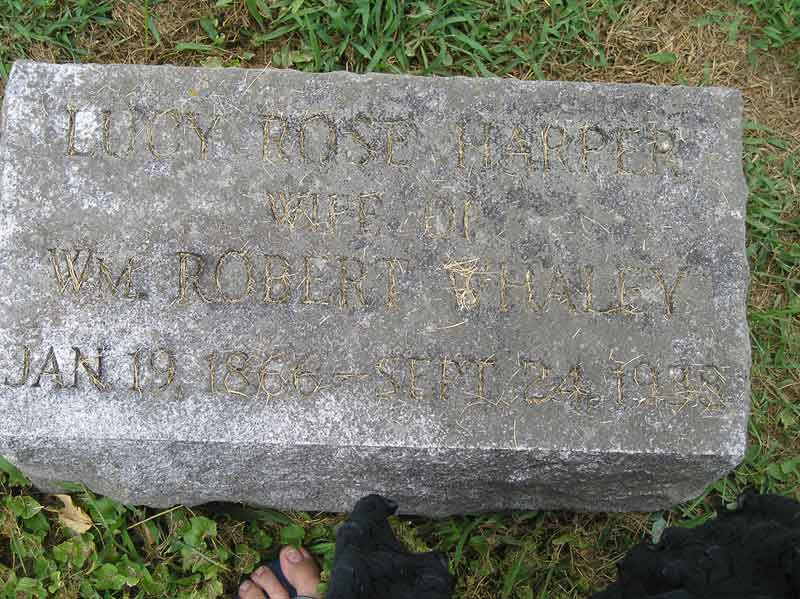 LUCY ROSE HARPER
WIFE OF
WM. ROBERT WHALEY
JAN. 19, 1866 – SEPT. 24, 1938